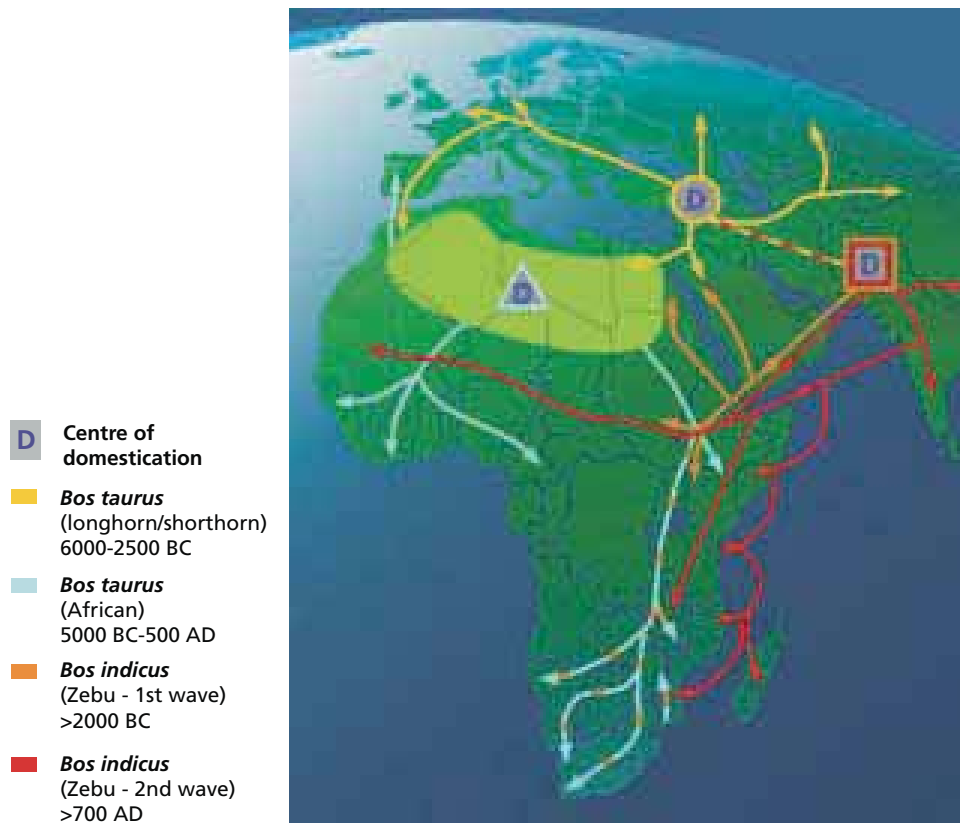 D
D
D
D Centre of
domestication
Bos taurus
(longhorn/shorthorn)
6000-2500 BC
Bos taurus
(African)
5000 BC-500 AD
Bos indicus
(Zebu - 1st wave)
>2000 BC
Bos indicus
(Zebu - 2nd wave)
>700 AD